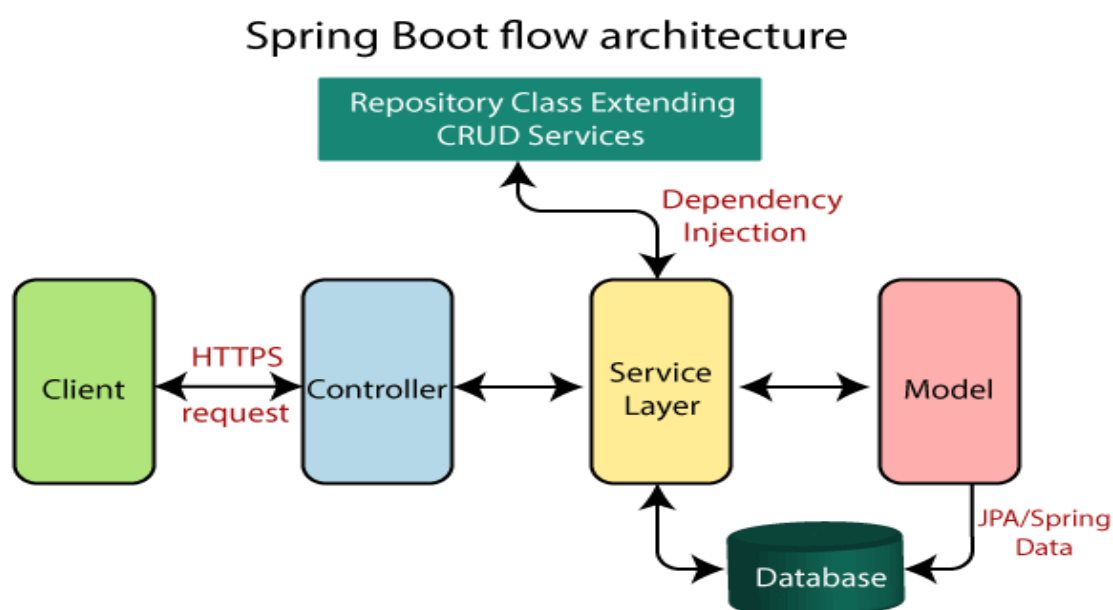 Spring Boot flow architecture
Repository Class Extending
CRUD Services
Dependency
Injection
Client
HTTPS
request
Controller
Service
Layer
Model
JPA/Spring
Data
Database